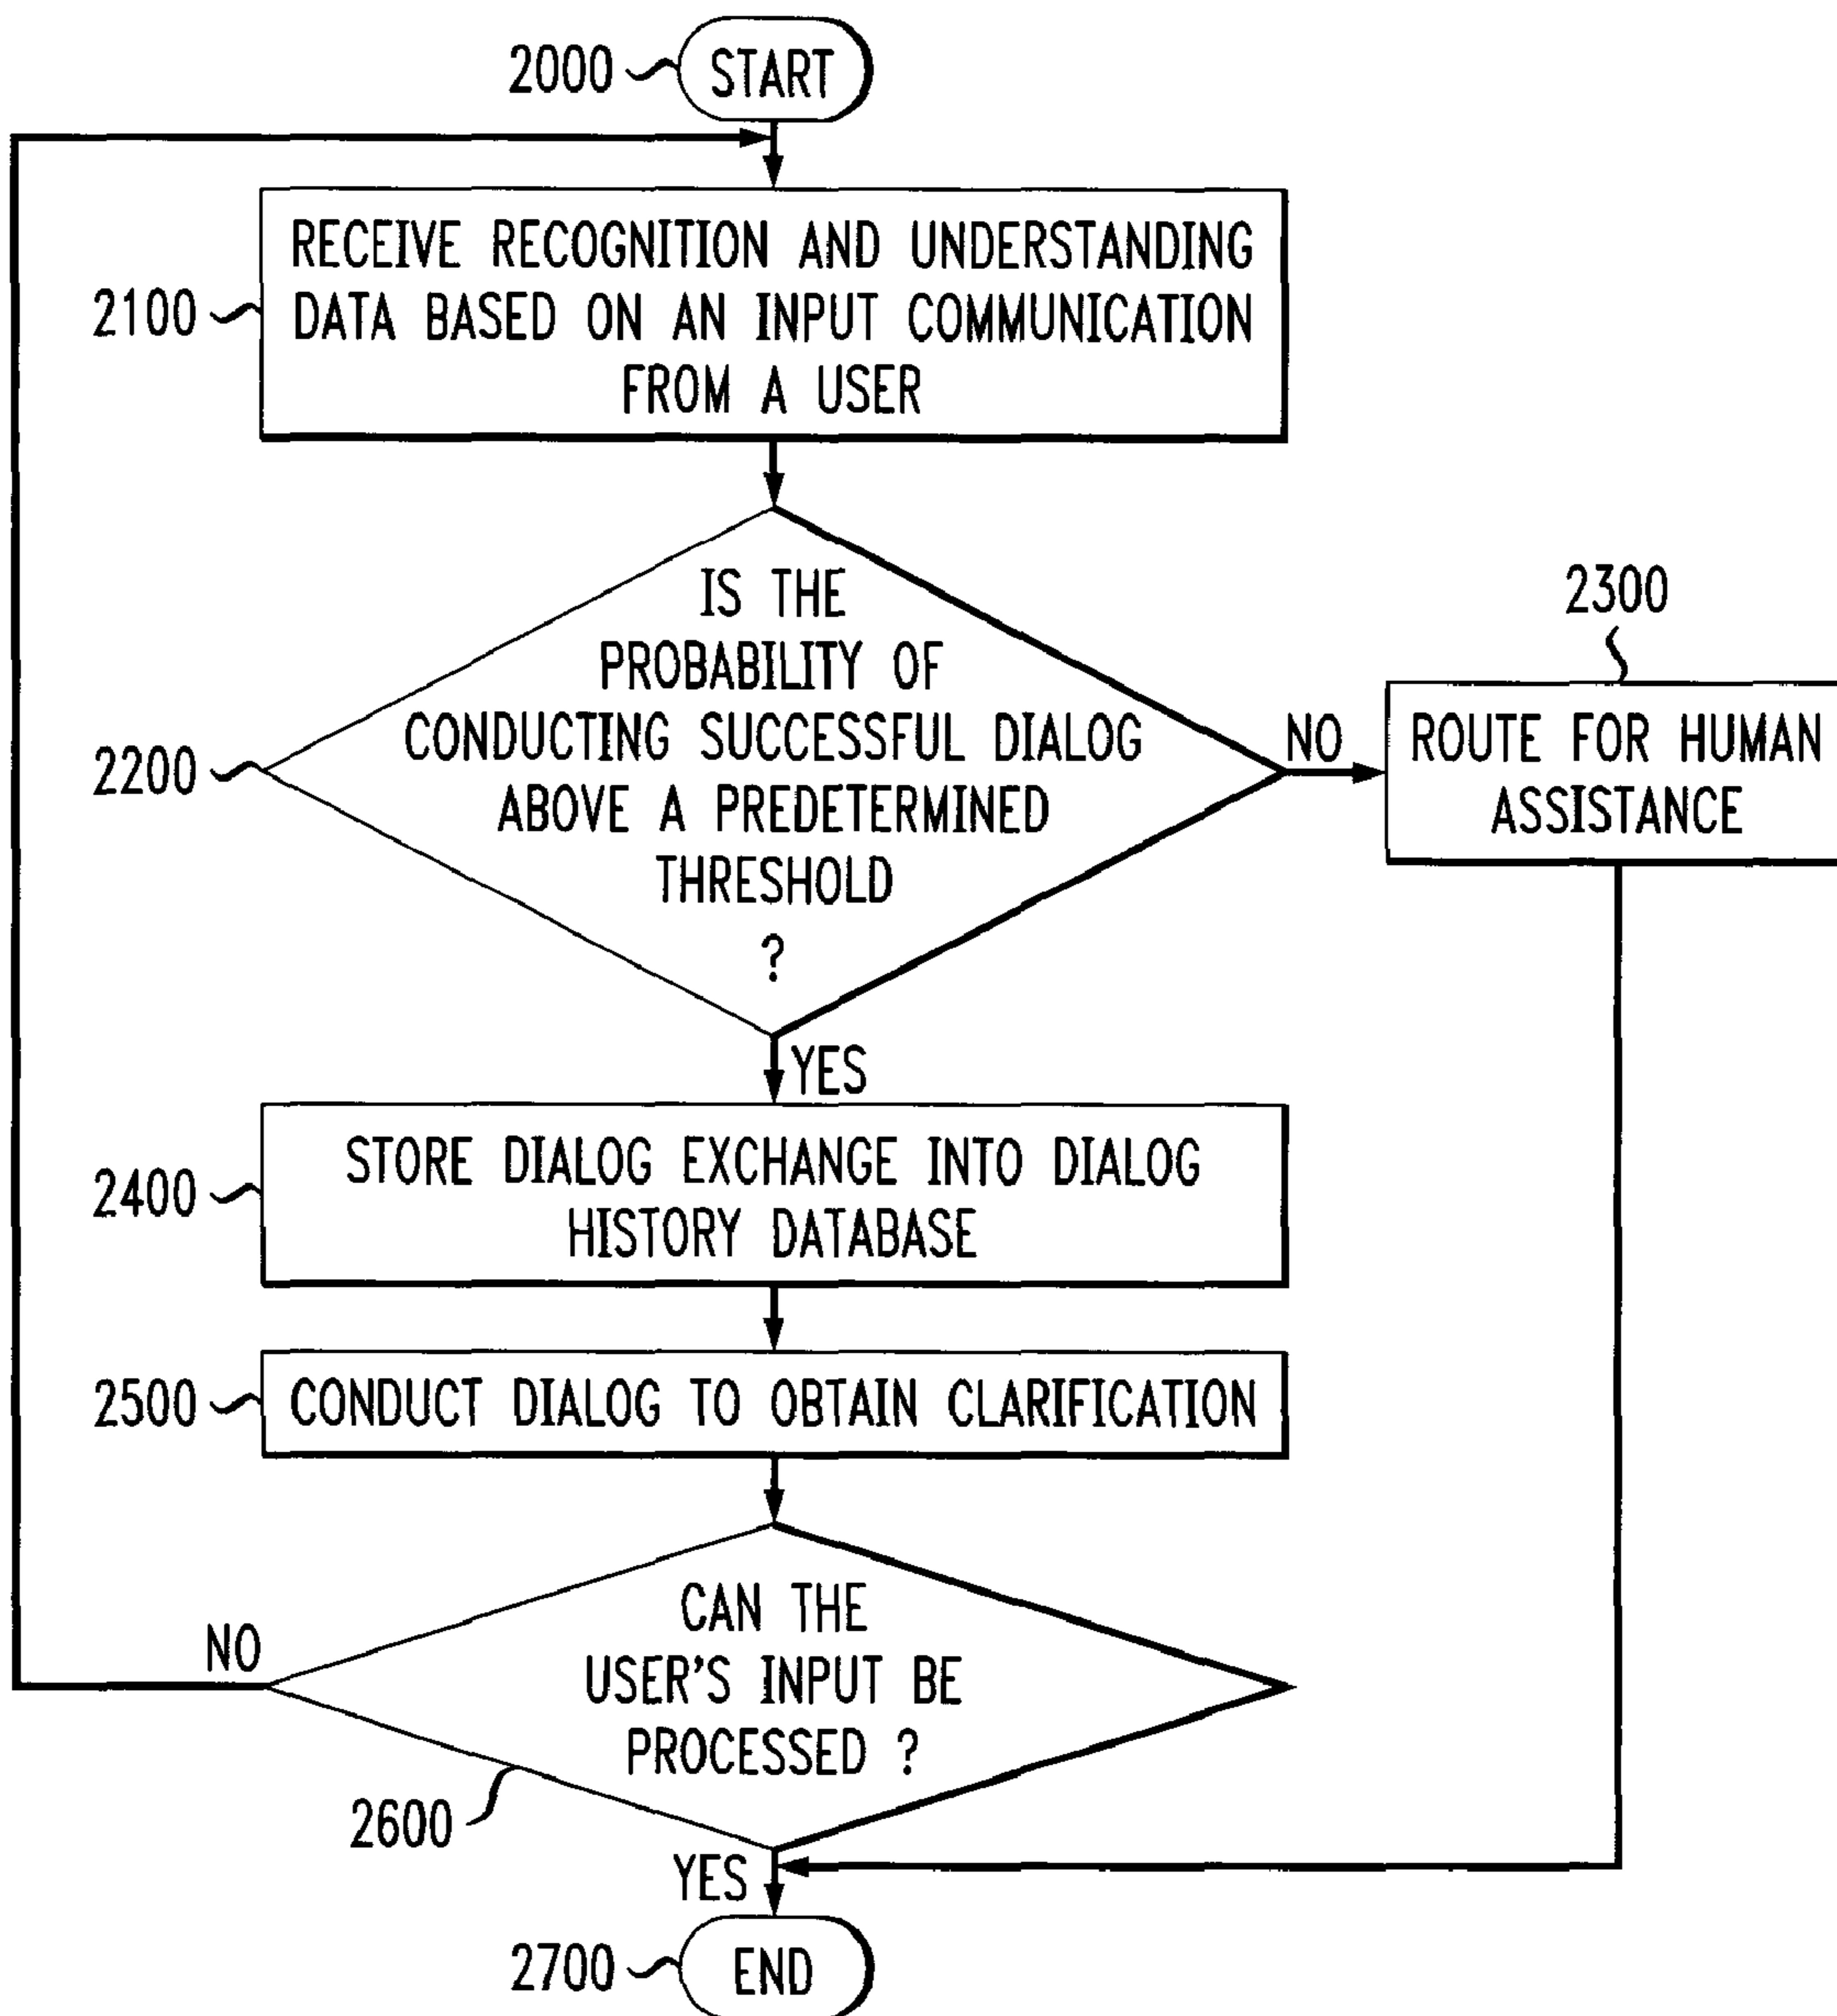 2000
START
2100
RECEIVE RECOGNITION AND UNDERSTANDING
DATA BASED ON AN INPUT COMMUNICATION
FROM A USER
2200
IS THE
PROBABILITY OF
CONDUCTING SUCCESSFUL DIALOG
ABOVE A PREDETERMINED
THRESHOLD
?
NO
2300
ROUTE FOR HUMAN
ASSISTANCE
YES
2400
STORE DIALOG EXCHANGE INTO DIALOG
HISTORY DATABASE
2500
CONDUCT DIALOG TO OBTAIN CLARIFICATION
NO
CAN THE
USER'S INPUT BE
PROCESSED ?
2600
YES
2700
END